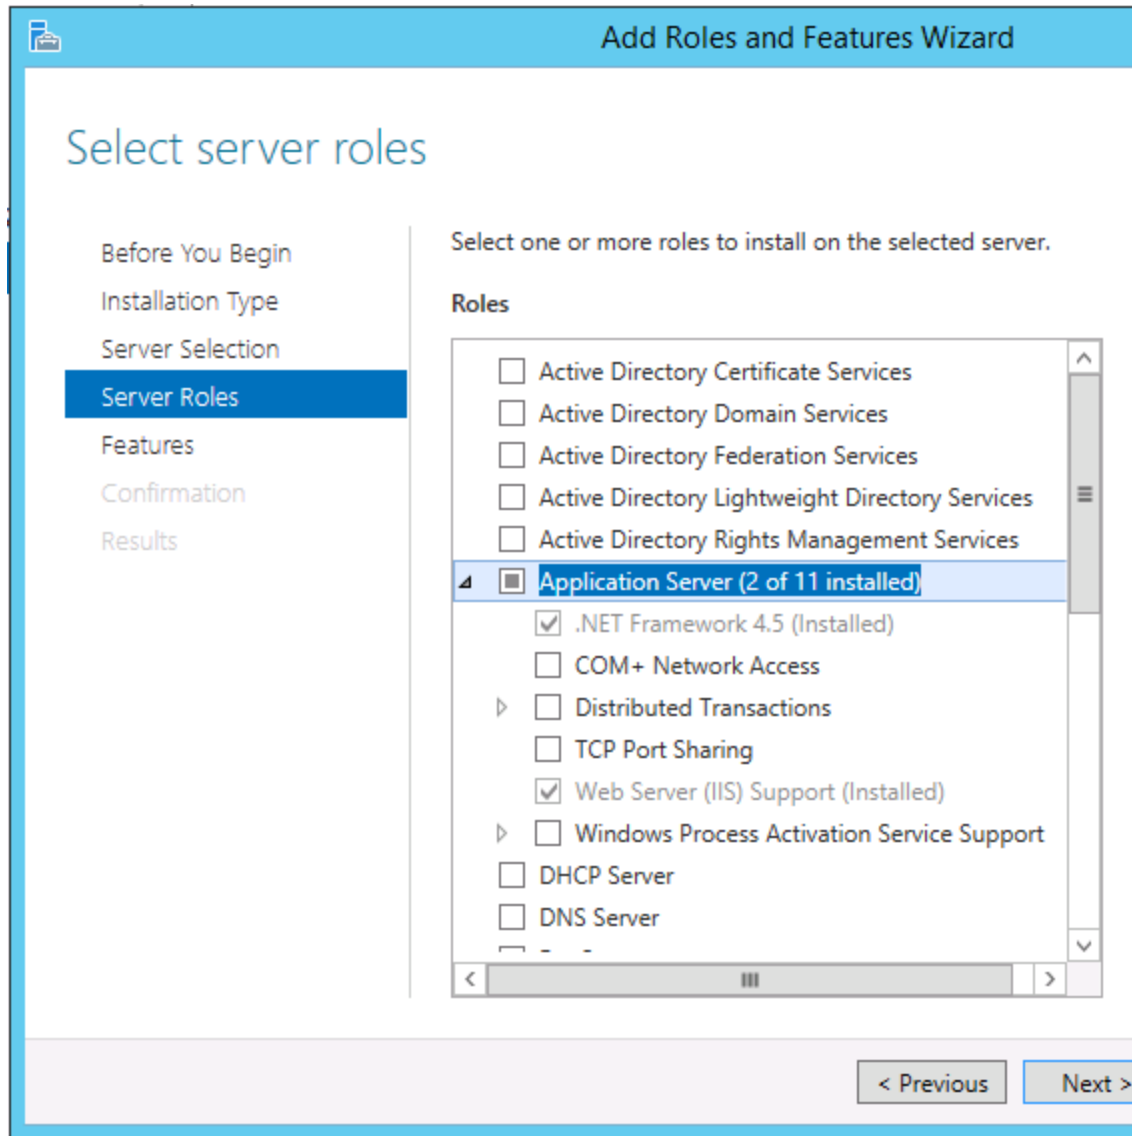 Add Roles and Features Wizard
Select server roles
Before You Begin
Installation Type
Server Selection
Server Roles
Features
Confirmation
Results
Select one or more roles to install on the selected server.
Roles
Active Directory Certificate Services
Active Directory Domain Services
Active Directory Federation Services
Active Directory Lightweight Directory Services
Active Directory Rights Management Services
Application Server (2 of 11 installed)
.NET Framework 4.5 (Installed)
COM+ Network Access
Distributed Transactions
TCP Port Sharing
Web Server (IIS) Support (Installed)
Windows Process Activation Service Support
DHCP Server
DNS Server
< Previous
Next >